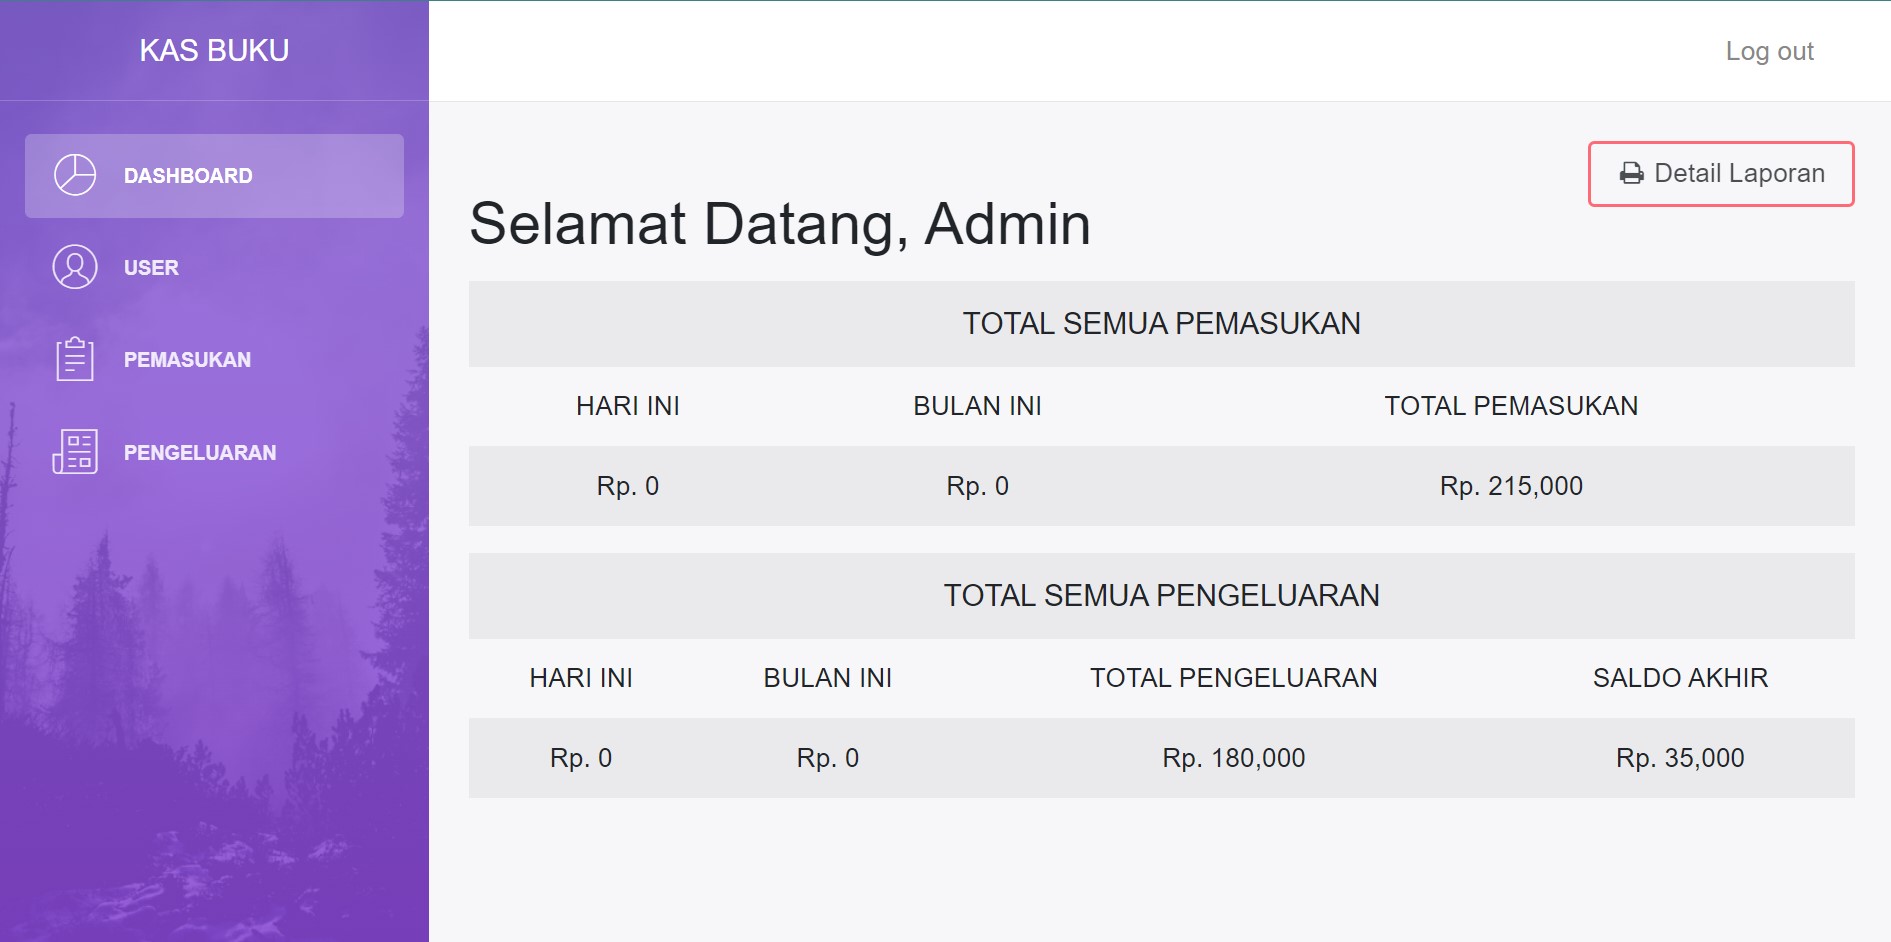 KAS BUKU
Log out
DASHBOARD
USER
PEMASUKAN
PENGELUARAN
Detail Laporan
Selamat Datang, Admin
TOTAL SEMUA PEMASUKAN
HARI INI BULAN INI TOTAL PEMASUKAN
Rp. 0 Rp. 0 Rp. 215,000
TOTAL SEMUA PENGELUARAN
HARI INI BULAN INI TOTAL PENGELUARAN SALDO AKHIR
Rp. 0 Rp. 0 Rp. 180,000 Rp. 35,000